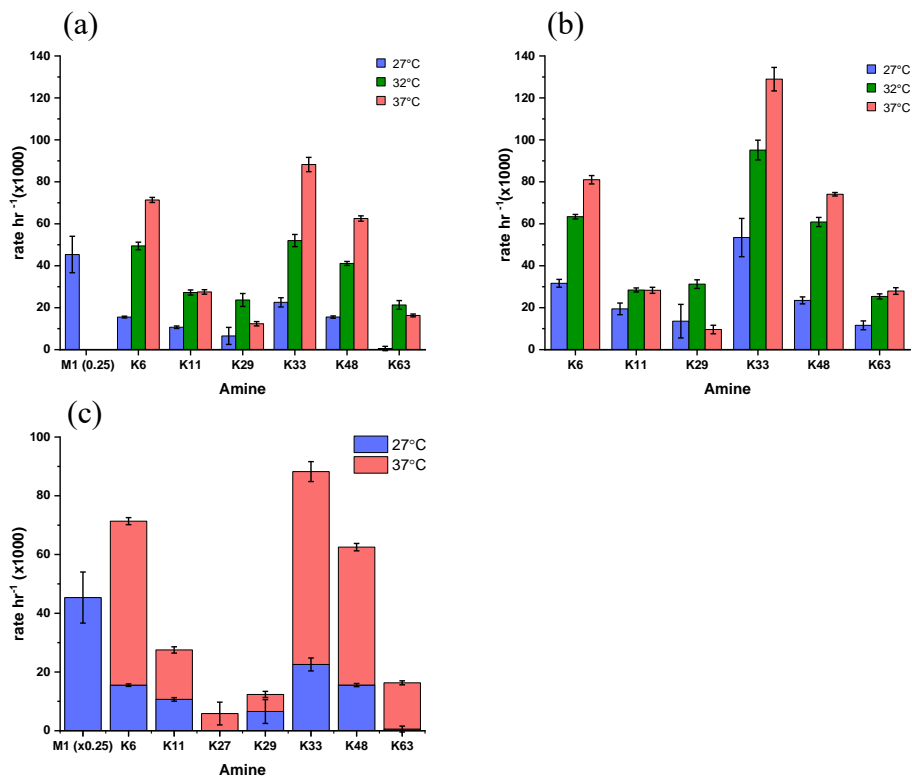 (a)
140
120
100
80
60
40
20
0
rate hr ⁻¹(x1000)
27°C
32°C
37°C
M1 (0.25) K6 K11 K29 K33 K48 K63
Amine
(b)
140
120
100
80
60
40
20
0
rate hr ⁻¹(x1000)
27°C
32°C
37°C
K6 K11 K29 K33 K48 K63
Amine
(c)
100
80
60
40
20
0
rate hr⁻¹ (x1000)
27°C
37°C
M1 (x0.25) K6 K11 K27 K29 K33 K48 K63
Amine